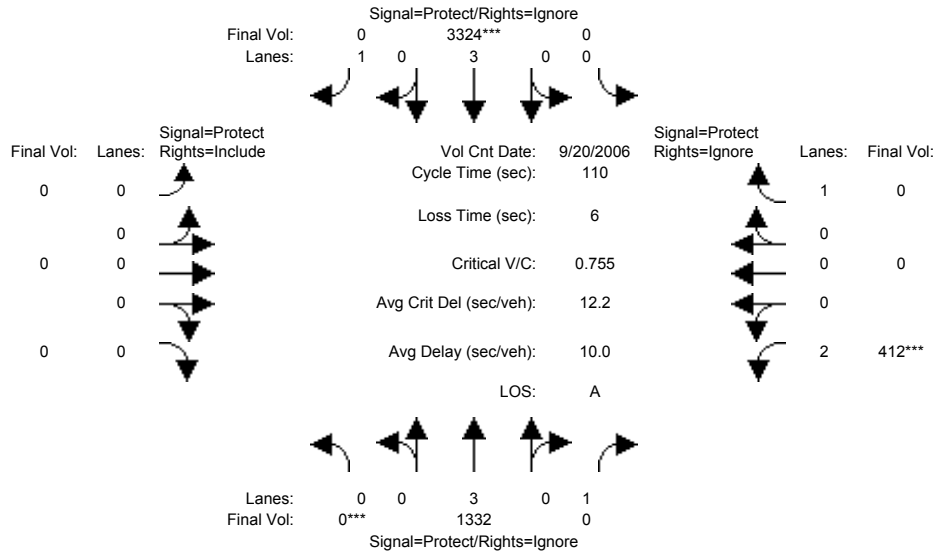 Signal=Protect/Rights=Ignore
Final Vol: 0 3324*** 0
Lanes: 1 0 3 0 0
Signal=Protect Signal=Protect
Final Vol: Lanes: Rights=Include Vol Cnt Date: 9/20/2006 Rights=Ignore Lanes: Final Vol:
Cycle Time (sec): 110
0 0 1 0
Loss Time (sec): 6
0 0
0 0 Critical V/C: 0.755 0 0
0 Avg Crit Del (sec/veh): 12.2 0
0 0 Avg Delay (sec/veh): 10.0 2 412***
LOS: A
Lanes: 0 0 3 0 1
Final Vol: 0*** 1332 0
Signal=Protect/Rights=Ignore